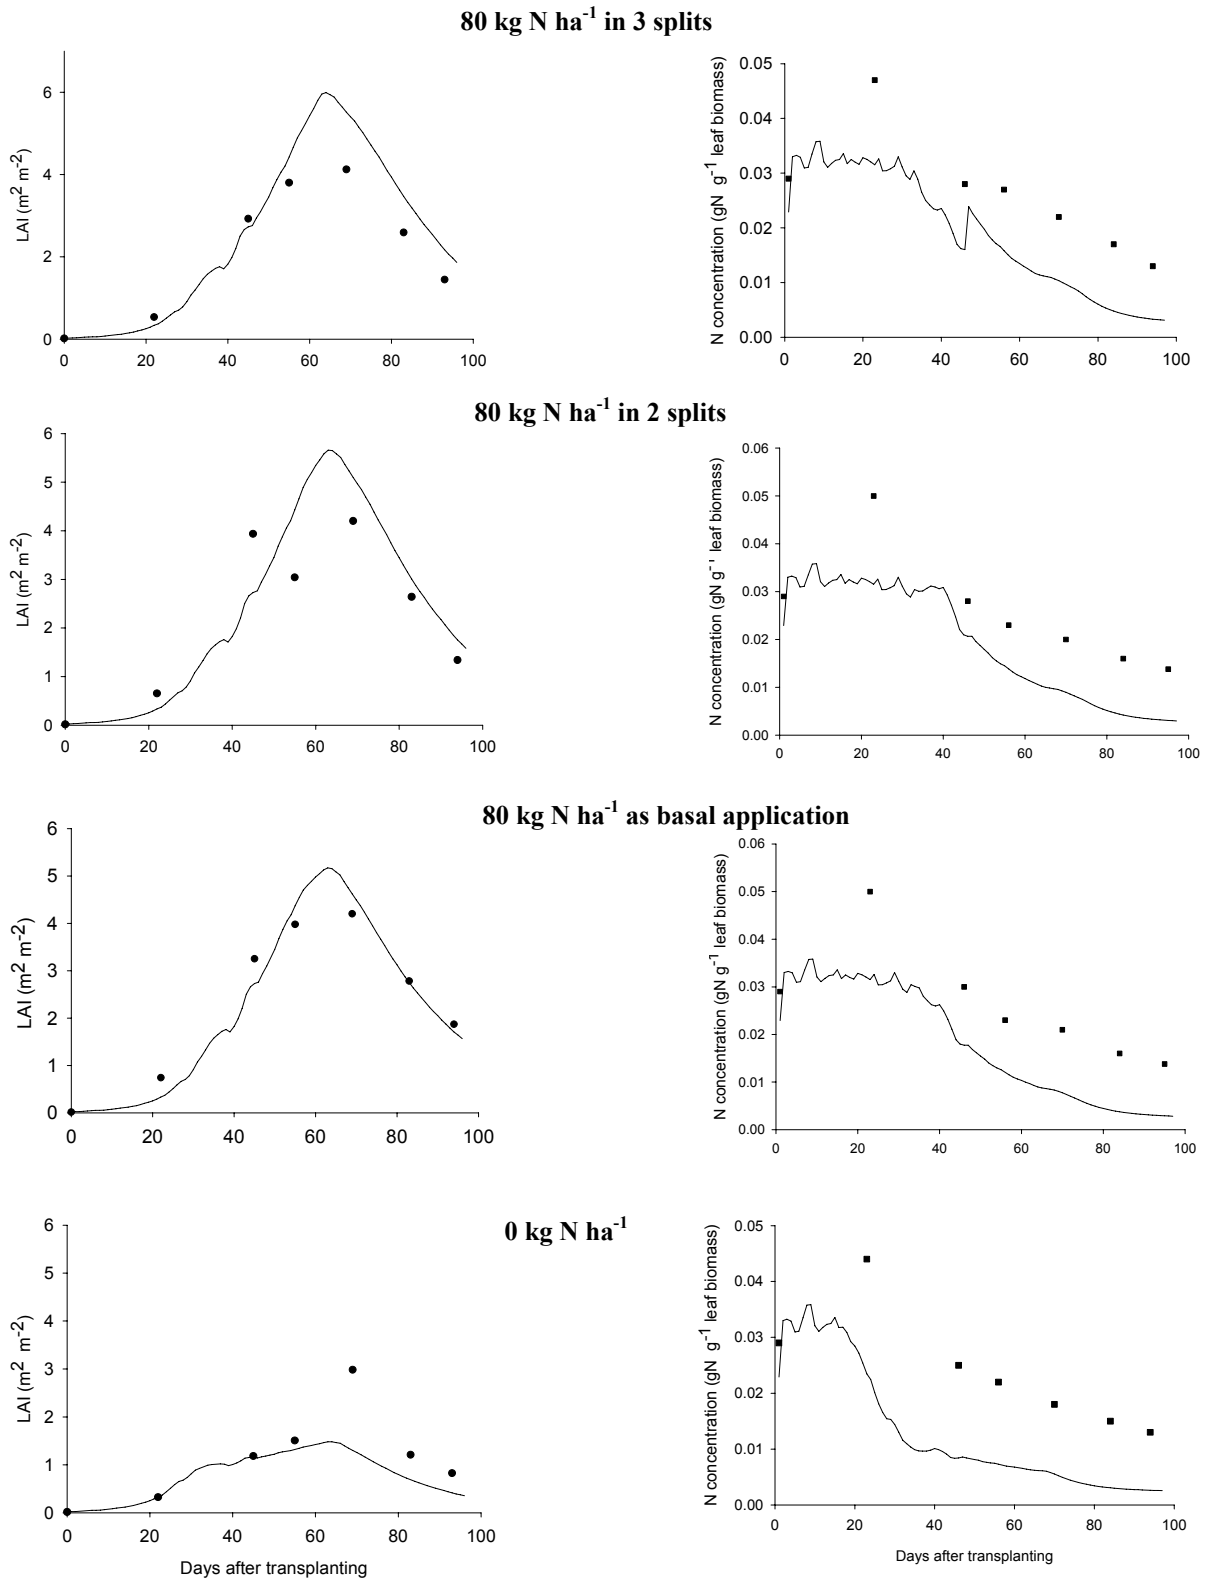 80 kg N ha⁻¹ in 3 splits
LAI (m² m⁻²)
6
4
2
0
0 20 40 60 80 100
N concentration (gN g⁻¹ leaf biomass)
0.05
0.04
0.03
0.02
0.01
0.00
0 20 40 60 80 100
80 kg N ha⁻¹ in 2 splits
LAI (m² m⁻²)
6
5
4
3
2
1
0
0 20 40 60 80 100
N concentration (gN g⁻¹ leaf biomass)
0.06
0.05
0.04
0.03
0.02
0.01
0.00
0 20 40 60 80 100
80 kg N ha⁻¹ as basal application
LAI (m² m⁻²)
6
5
4
3
2
1
0
0 20 40 60 80 100
N concentration (gN g⁻¹ leaf biomass)
0.06
0.05
0.04
0.03
0.02
0.01
0.00
0 20 40 60 80 100
0 kg N ha⁻¹
LAI (m² m⁻²)
6
5
4
3
2
1
0
0 20 40 60 80 100
Days after transplanting
N concentration (gN g⁻¹ leaf biomass)
0.05
0.04
0.03
0.02
0.01
0.00
0 20 40 60 80 100
Days after transplanting